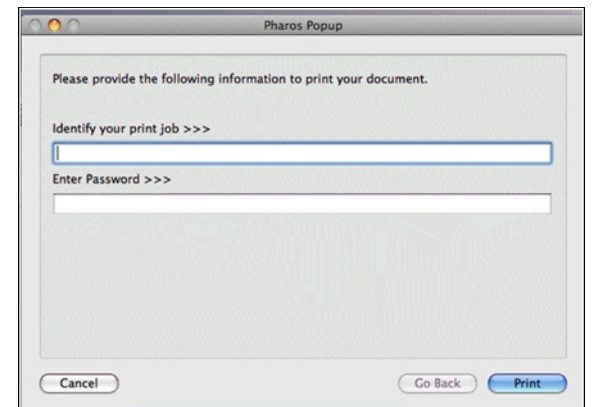 Pharos Popup
Please provide the following information to print your document.
Identify your print job >>>
Enter Password >>>
Cancel
Go Back
Print